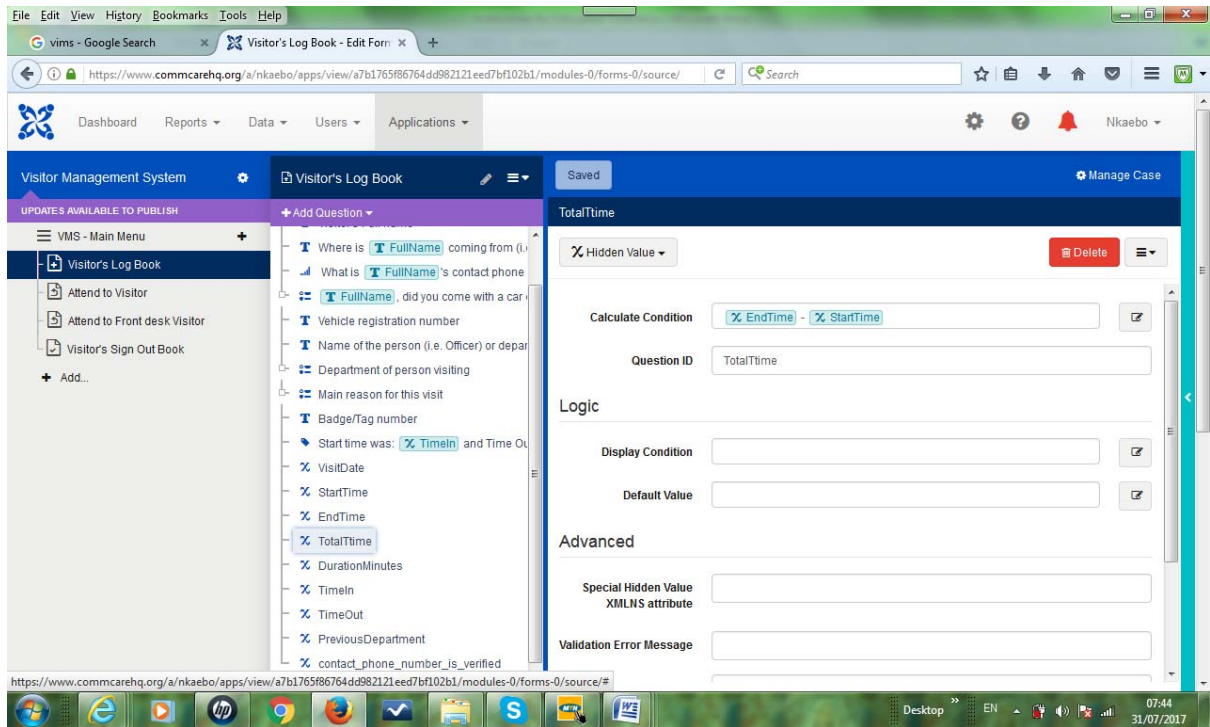 File Edit View History Bookmarks Tools Help
vims - Google Search
Visitor's Log Book - Edit Forn
https://www.commcarehq.org/a/nkaebo/apps/view/a7b1765f86764dd982121eed7bf102b1/modules-0/forms-0/source/
Search
Dashboard Reports Data Users Applications
Nkaebo
Visitor Management System
UPDATES AVAILABLE TO PUBLISH
VMS - Main Menu
Visitor's Log Book
Attend to Visitor
Attend to Front desk Visitor
Visitor's Sign Out Book
Add...
Visitor's Log Book
Add Question
Where is FullName coming from (i.
What is FullName 's contact phone
FullName , did you come with a car
Vehicle registration number
Name of the person (i.e. Officer) or depar
Department of person visiting
Main reason for this visit
Badge/Tag number
Start time was: TimeIn and Time Ou
VisitDate
StartTime
EndTime
TotalTtime
DurationMinutes
TimeIn
TimeOut
PreviousDepartment
contact_phone_number_is_verified
Saved
Manage Case
TotalTtime
Hidden Value
Delete
Calculate Condition
EndTime - StartTime
Question ID
TotalTtime
Logic
Display Condition
Default Value
Advanced
Special Hidden Value
XMLNS attribute
Validation Error Message
https://www.commcarehq.org/a/nkaebo/apps/view/a7b1765f86764dd982121eed7bf102b1/modules-0/forms-0/source/#
Desktop
EN
07:44
31/07/2017